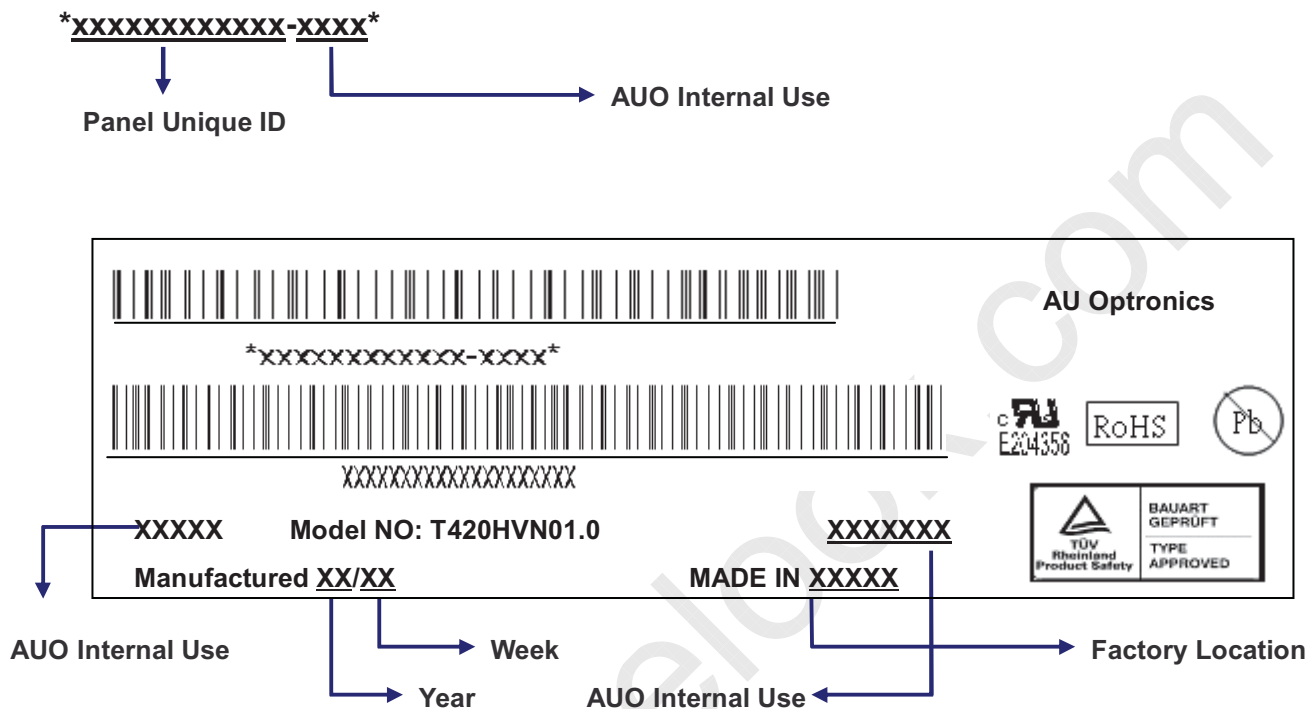 *xxxxxxxxxxxx-xxxx*
AUO Internal Use
Panel Unique ID
AU Optronics
*xxxxxxxxxxxx-xxxx*
c
E204356
RoHS
Pb
XXXXXXXXXXXXXXXXXXXX
XXXXX Model NO: T420HVN01.0 XXXXXXX
TÜV
Rheinland
Product Safety
BAUART
GEPRÜFT
TYPE
APPROVED
Manufactured XX/XX MADE IN XXXXX
AUO Internal Use
Week
Factory Location
Year
AUO Internal Use